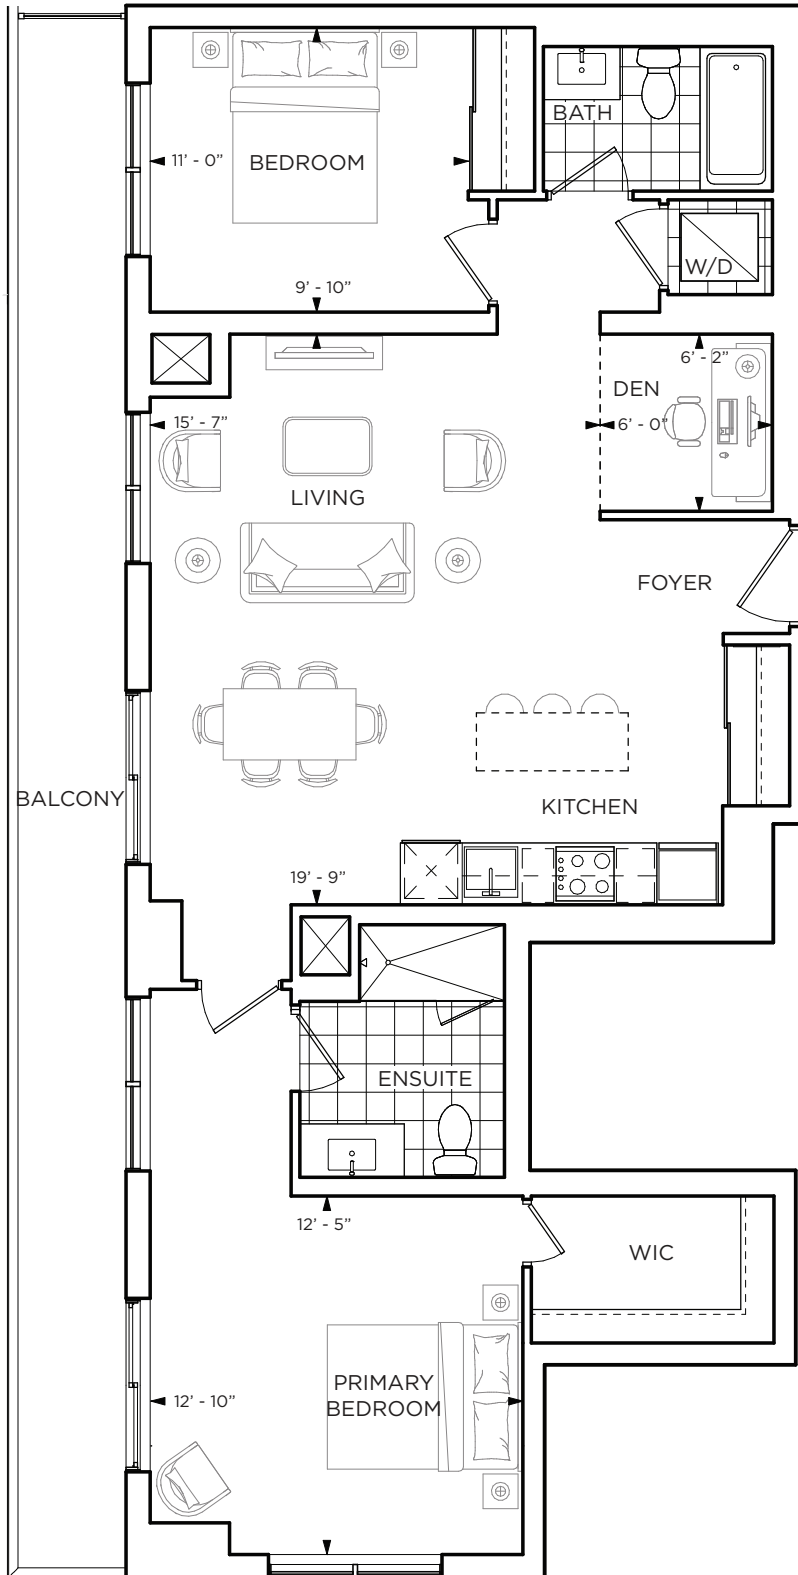 BATH
11’ - 0”
BEDROOM
W/D
9’ - 10”
6’ - 2”
DEN
15’ - 7”
6’ - 0”
LIVING
FOYER
BALCONY
KITCHEN
19’ - 9”
ENSUITE
12’ - 5”
WIC
PRIMARY
BEDROOM
12’ - 10”